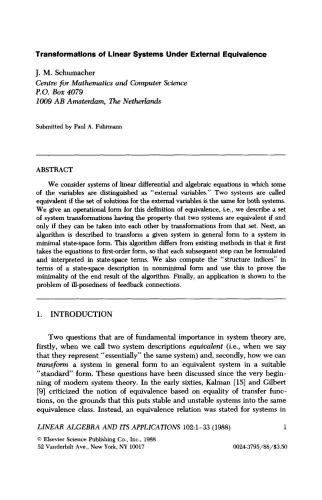 Transformations of Linear Systems Under External Equivalence
J. M. Schumacher
Centre for Mathematics and Computer Science
P.O. Box 4079
1009 AB Amsterdam, The Netherlands
Submitted by Paul A. Fuhrmann
ABSTRACT
We consider systems of linear differential and algebraic equations in which some
of the variables are distinguished as “external variables.” Two systems are called
equivalent if the set of solutions for the external variables is the same for both systems.
We give an operational form for this definition of equivalence, i.e., we describe a set
of system transformations having the property that two systems are equivalent if and
only if they can be taken into each other by transformations from that set. Next, an
algorithm is described to transform a given system in general form to a system in
minimal state-space form. This algorithm differs from existing methods in that it first
takes the equations to first-order form, so that each subsequent step can be formulated
and interpreted in state-space terms. We also compute the “structure indices” in
terms of a state-space description in nonminimal form and use this to prove the
minimality of the end result of the algorithm. Finally, an application is shown to the
problem of ill-posedness of feedback connections.
1. INTRODUCTION
Two questions that are of fundamental importance in system theory are,
firstly, when we call two system descriptions equivalent (i.e., when we say
that they represent “essentially” the same system) and, secondly, how we can
transform a system in general form to an equivalent system in a suitable
“standard” form. These questions have been discussed since the very begin-
ning of modern system theory. In the early sixties, Kalman [15] and Gilbert
[9] criticized the notion of equivalence based on equality of transfer func-
tions, on the grounds that this puts stable and unstable systems into the same
equivalence class. Instead, an equivalence relation was stated for systems in
LINEAR ALGEBRA AND ITS APPLICATIONS 102:1–33 (1988) 1
© Elsevier Science Publishing Co., Inc., 1988
52 Vanderbilt Ave., New York, NY 10017 0024-3795/88/$3.50